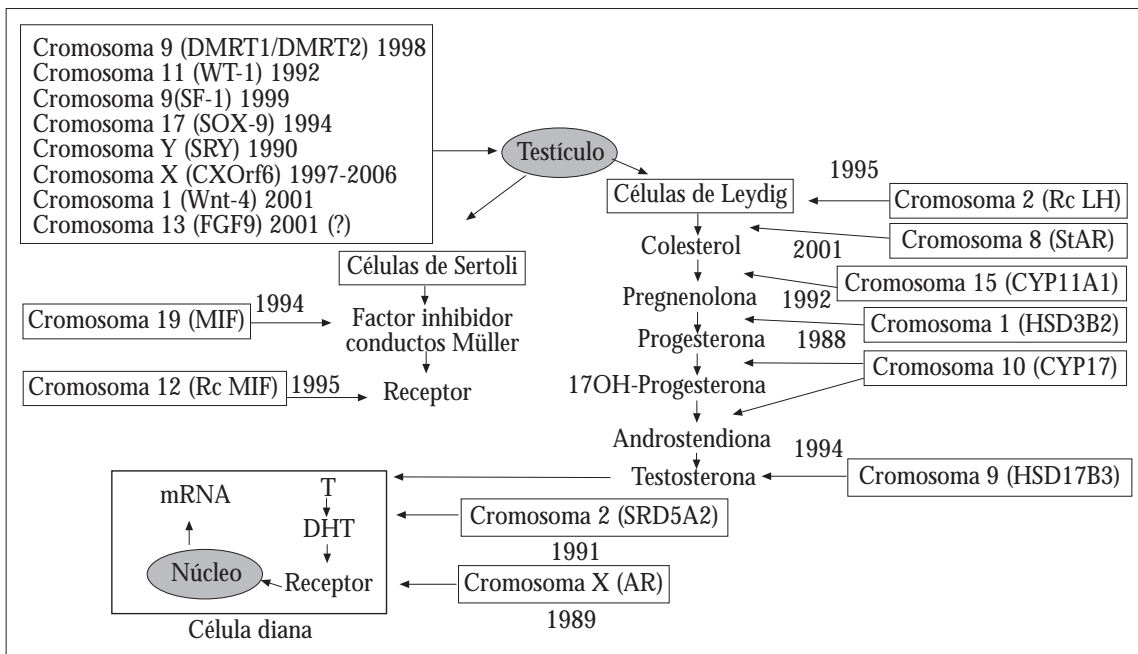 Cromosoma 9 (DMRT1/DMRT2) 1998
Cromosoma 11 (WT-1) 1992
Cromosoma 9(SF-1) 1999
Cromosoma 17 (SOX-9) 1994
Cromosoma Y (SRY) 1990
Cromosoma X (CXOrf6) 1997-2006
Cromosoma 1 (Wnt-4) 2001
Cromosoma 13 (FGF9) 2001 (?)
Testículo
Células de Leydig
1995
Cromosoma 2 (Rc LH)
Colesterol
2001
Cromosoma 8 (StAR)
Pregnenolona
1992
Cromosoma 15 (CYP11A1)
Progesterona
1988
Cromosoma 1 (HSD3B2)
17OH-Progesterona
Cromosoma 10 (CYP17)
Androstendiona
Testosterona
1994
Cromosoma 9 (HSD17B3)
Células de Sertoli
Cromosoma 19 (MIF)
1994
Factor inhibidor
conductos Müller
Cromosoma 12 (Rc MIF)
1995
Receptor
mRNA
T
DHT
Núcleo
Receptor
Célula diana
Cromosoma 2 (SRD5A2)
1991
Cromosoma X (AR)
1989